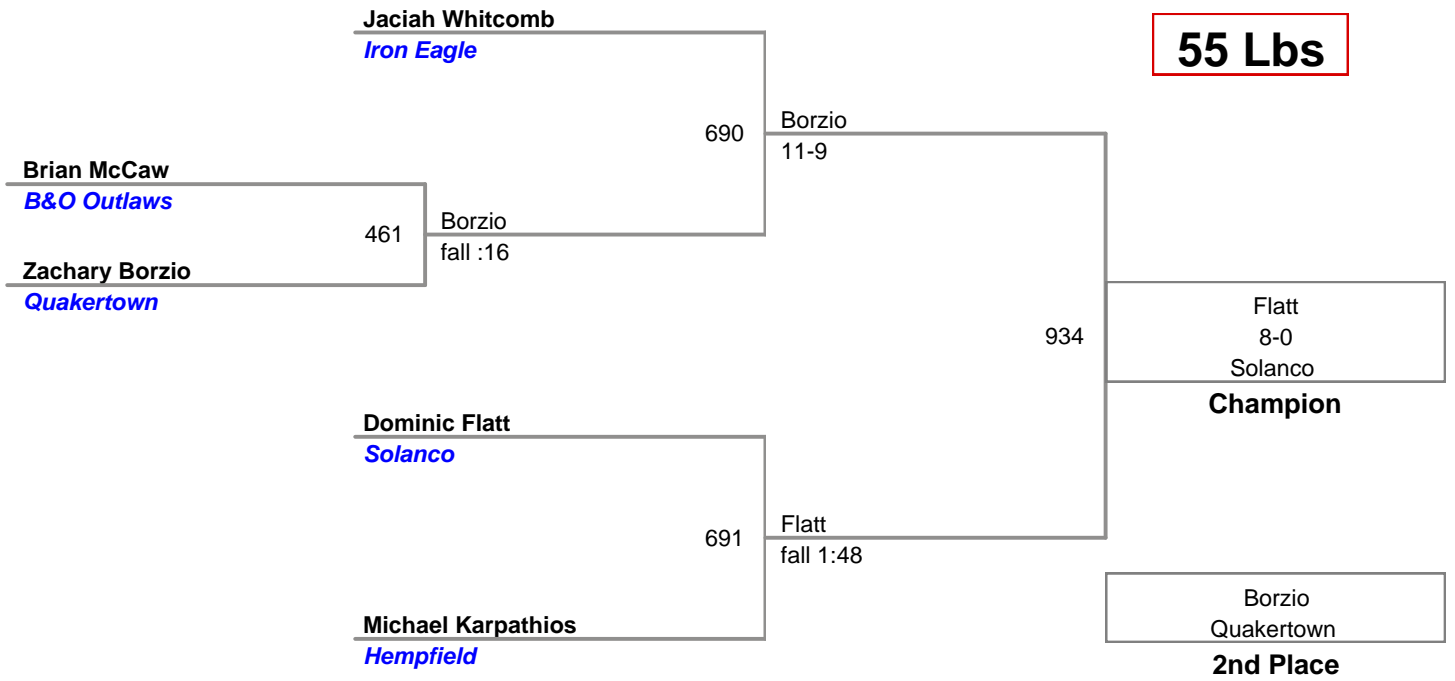 Jaciah Whitcomb
Iron Eagle
55 Lbs
690
Borzio
11-9
Brian McCaw
B&O Outlaws
461
Borzio
fall :16
Zachary Borzio
Quakertown
934
Flatt
8-0
Solanco
Champion
Dominic Flatt
Solanco
691
Flatt
fall 1:48
Michael Karpathios
Hempfield
Borzio
Quakertown
2nd Place